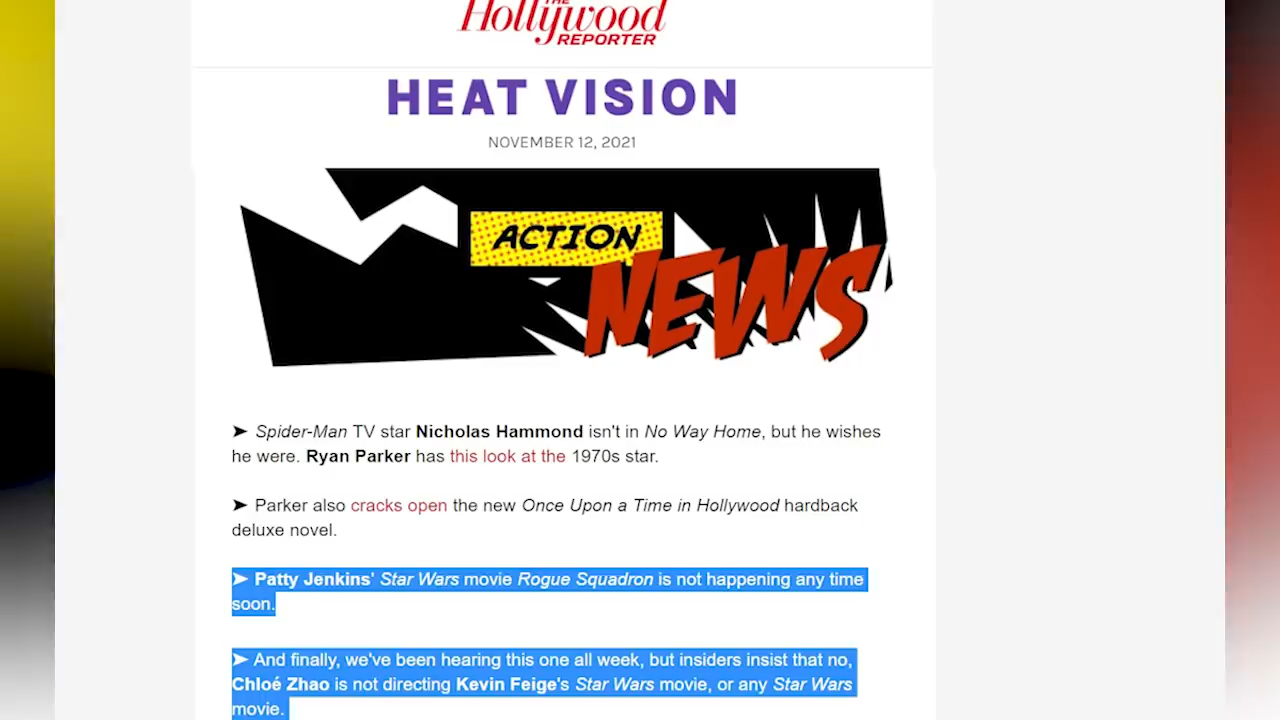 THE
Hollywood
REPORTER
HEAT VISION
NOVEMBER 12, 2021
ACTION
NEWS
➤ Spider-Man TV star Nicholas Hammond isn't in No Way Home, but he wishes
he were. Ryan Parker has this look at the 1970s star.
➤ Parker also cracks open the new Once Upon a Time in Hollywood hardback
deluxe novel.
➤ Patty Jenkins' Star Wars movie Rogue Squadron is not happening any time
soon.
➤ And finally, we've been hearing this one all week, but insiders insist that no,
Chloé Zhao is not directing Kevin Feige's Star Wars movie, or any Star Wars
movie.